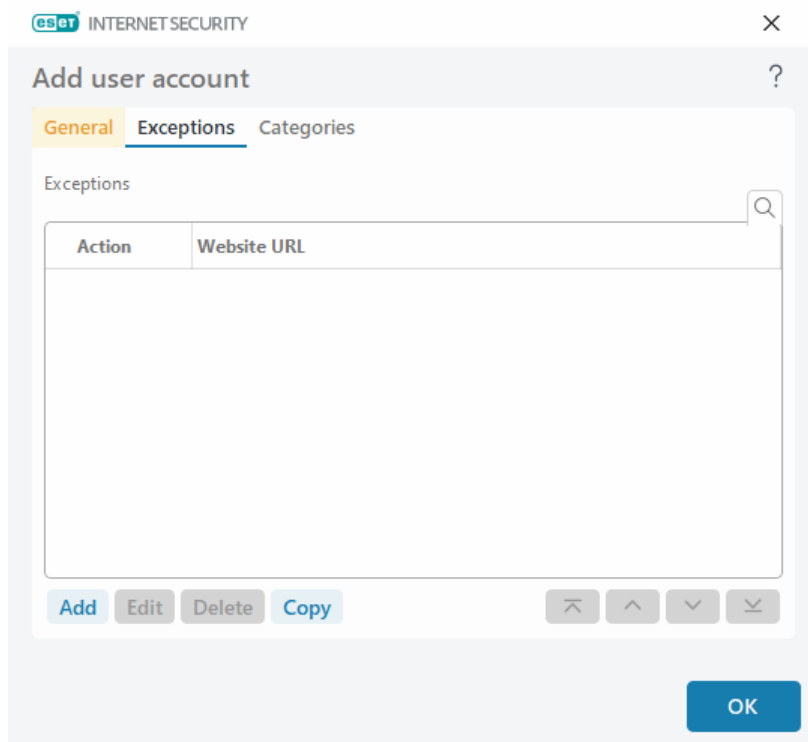 eseT INTERNET SECURITY
Add user account
General Exceptions Categories
Exceptions
Action Website URL
Add Edit Delete Copy
OK